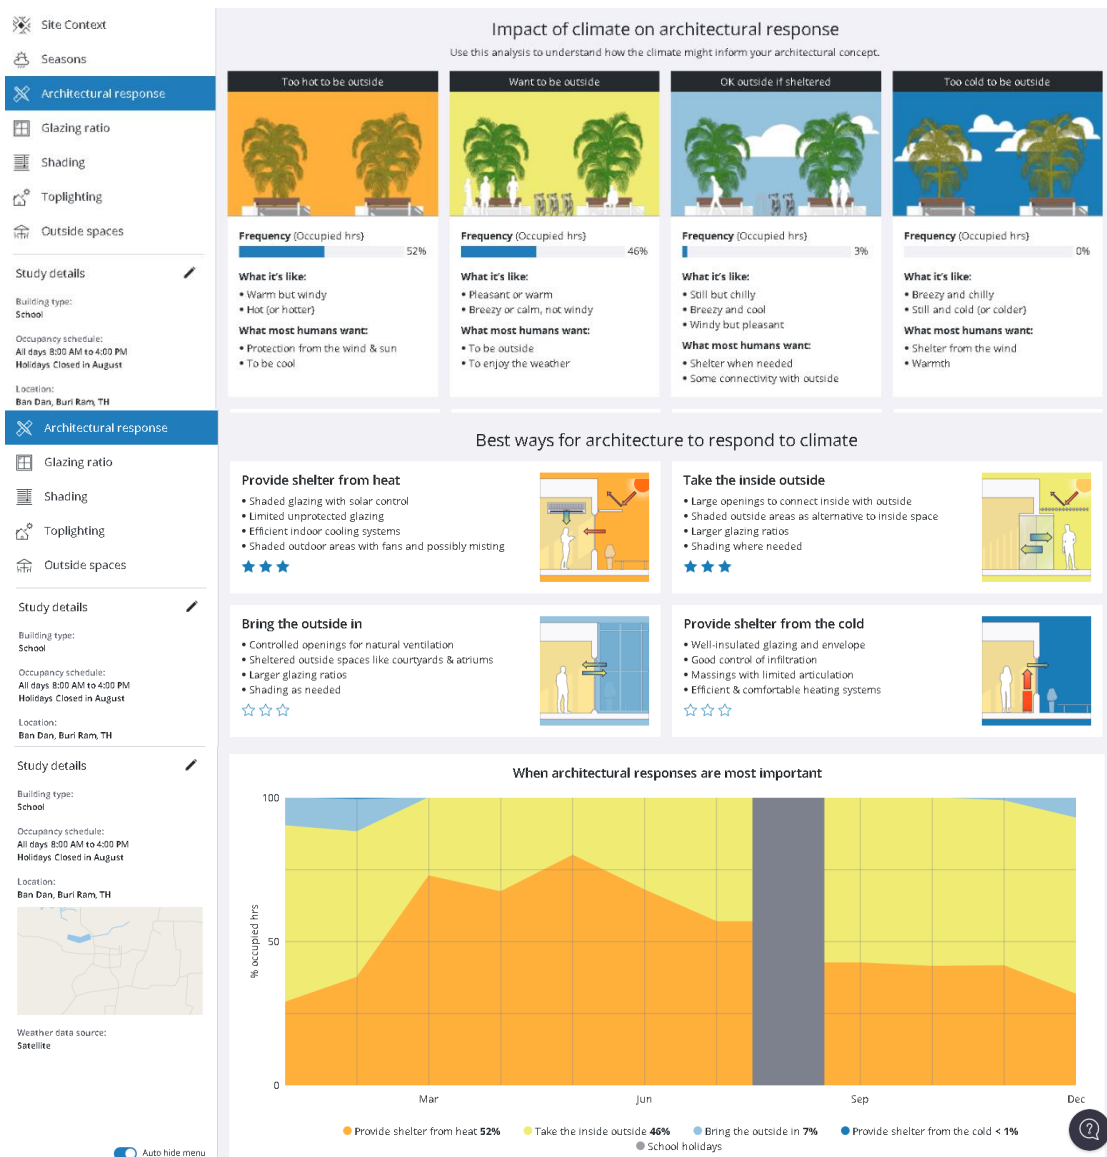 Site Context
Seasons
Architectural response
Glazing ratio
Shading
Toplighting
Outside spaces
Study details
Building type:
School
Occupancy schedule:
All days 8:00 AM to 4:00 PM
Holidays Closed in August
Location:
Ban Dan, Buri Ram, TH
Impact of climate on architectural response
Use this analysis to understand how the climate might inform your architectural concept.
Too hot to be outside
Frequency (Occupied hrs)
52%
What it's like:
• Warm but windy
• Hot (or hotter)
What most humans want:
• Protection from the wind & sun
• To be cool
Want to be outside
Frequency (Occupied hrs)
46%
What it's like:
• Pleasant or warm
• Breezy or calm, not windy
What most humans want:
• To be outside
• To enjoy the weather
OK outside if sheltered
Frequency (Occupied hrs)
3%
What it's like:
• Still but chilly
• Breezy and cool
• Windy but pleasant
What most humans want:
• Shelter when needed
• Some connectivity with outside
Too cold to be outside
Frequency (Occupied hrs)
0%
What it's like:
• Breezy and chilly
• Still and cold (or colder)
What most humans want:
• Shelter from the wind
• Warmth
Architectural response
Glazing ratio
Shading
Toplighting
Outside spaces
Study details
Building type:
School
Occupancy schedule:
All days 8:00 AM to 4:00 PM
Holidays Closed in August
Location:
Ban Dan, Buri Ram, TH
Best ways for architecture to respond to climate
Provide shelter from heat
• Shaded glazing with solar control
• Limited unprotected glazing
• Efficient indoor cooling systems
• Shaded outdoor areas with fans and possibly misting
Take the inside outside
• Large openings to connect inside with outside
• Shaded outside areas as alternative to inside space
• Larger glazing ratios
• Shading where needed
Bring the outside in
• Controlled openings for natural ventilation
• Sheltered outside spaces like courtyards & atriums
• Larger glazing ratios
• Shading as needed
Provide shelter from the cold
• Well-insulated glazing and envelope
• Good control of infiltration
• Massings with limited articulation
• Efficient & comfortable heating systems
Study details
Building type:
School
Occupancy schedule:
All days 8:00 AM to 4:00 PM
Holidays Closed in August
Location:
Ban Dan, Buri Ram, TH
Weather data source:
Satellite
Auto hide menu
When architectural responses are most important
100
50
0
% occupied hrs
Mar
Jun
Sep
Dec
Provide shelter from heat 52%
Take the inside outside 46%
Bring the outside in 7%
Provide shelter from the cold < 1%
School holidays
?